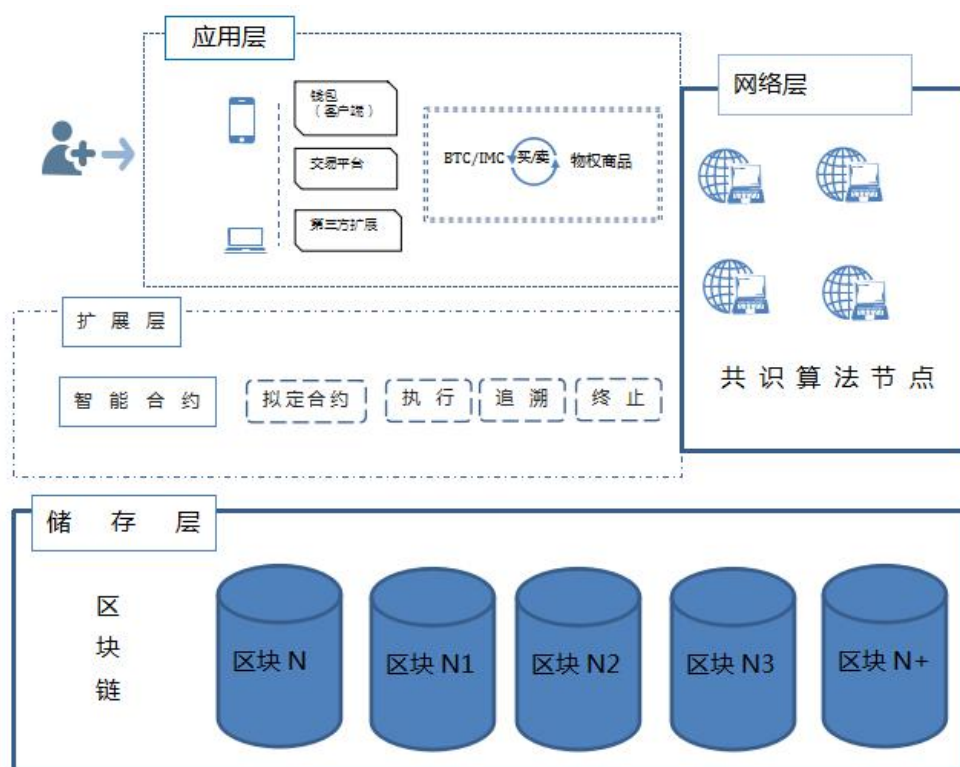 应用层
网络层
钱包
（客户端）
交易平台
第三方扩展
BTC/IMC
买/卖
物权商品
共识算法节点
扩展层
智能合约
拟定合约
执行
追溯
终止
储存层
区
块
链
区块 N
区块 N1
区块 N2
区块 N3
区块 N+